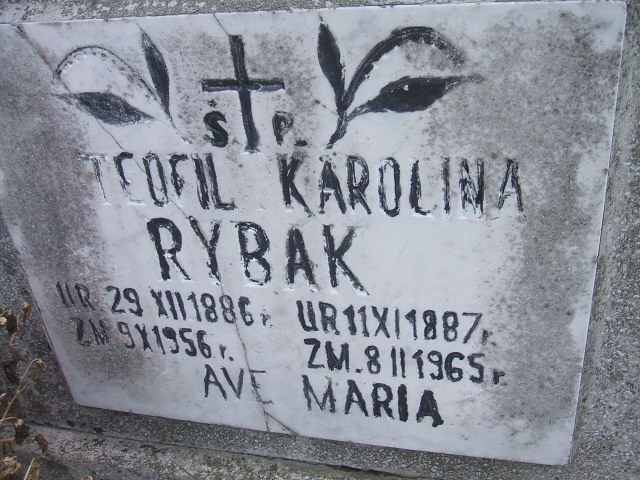 Ś P.
TEOFIL KAROLINA
RYBAK
UR. 29 XII 1886 r. UR 11 XI 1887 r.
ZM 9 X 1956 r. ZM. 8 II 1965 r.
AVE MARIA